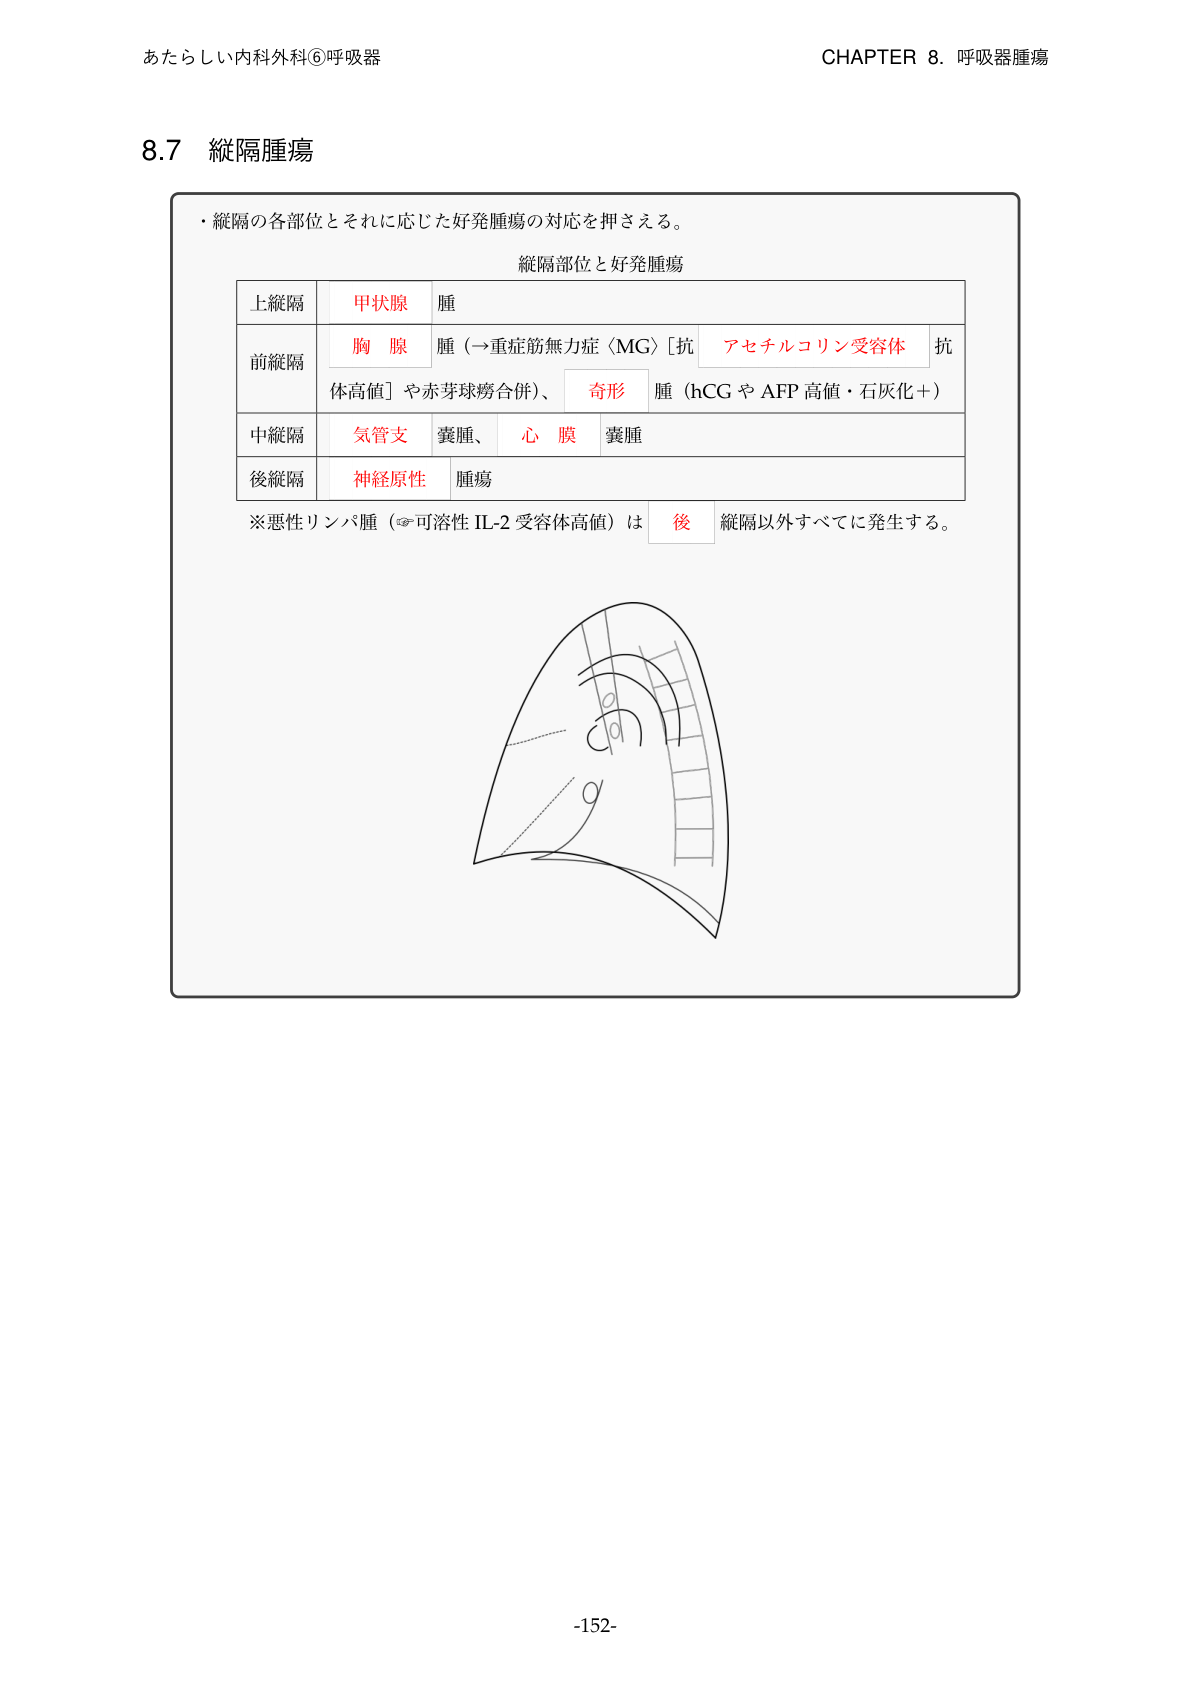 あたらしい内科外科⑥呼吸器
CHAPTER 8. 呼吸器腫瘍
8.7 縦隔腫瘍
・縦隔の各部位とそれに応じた好発腫瘍の対応を押さえる。
縦隔部位と好発腫瘍
上縦隔 甲状腺 腫
前縦隔 胸 腺 腫（→重症筋無力症〈MG〉［抗 アセチルコリン受容体 抗
体高値］や赤芽球癆合併）、 奇形 腫（hCG や AFP 高値・石灰化＋）
中縦隔 気管支 嚢腫、 心 膜 嚢腫
後縦隔 神経原性 腫瘍
※悪性リンパ腫（☞可溶性 IL-2 受容体高値）は 後 縦隔以外すべてに発生する。
-152-